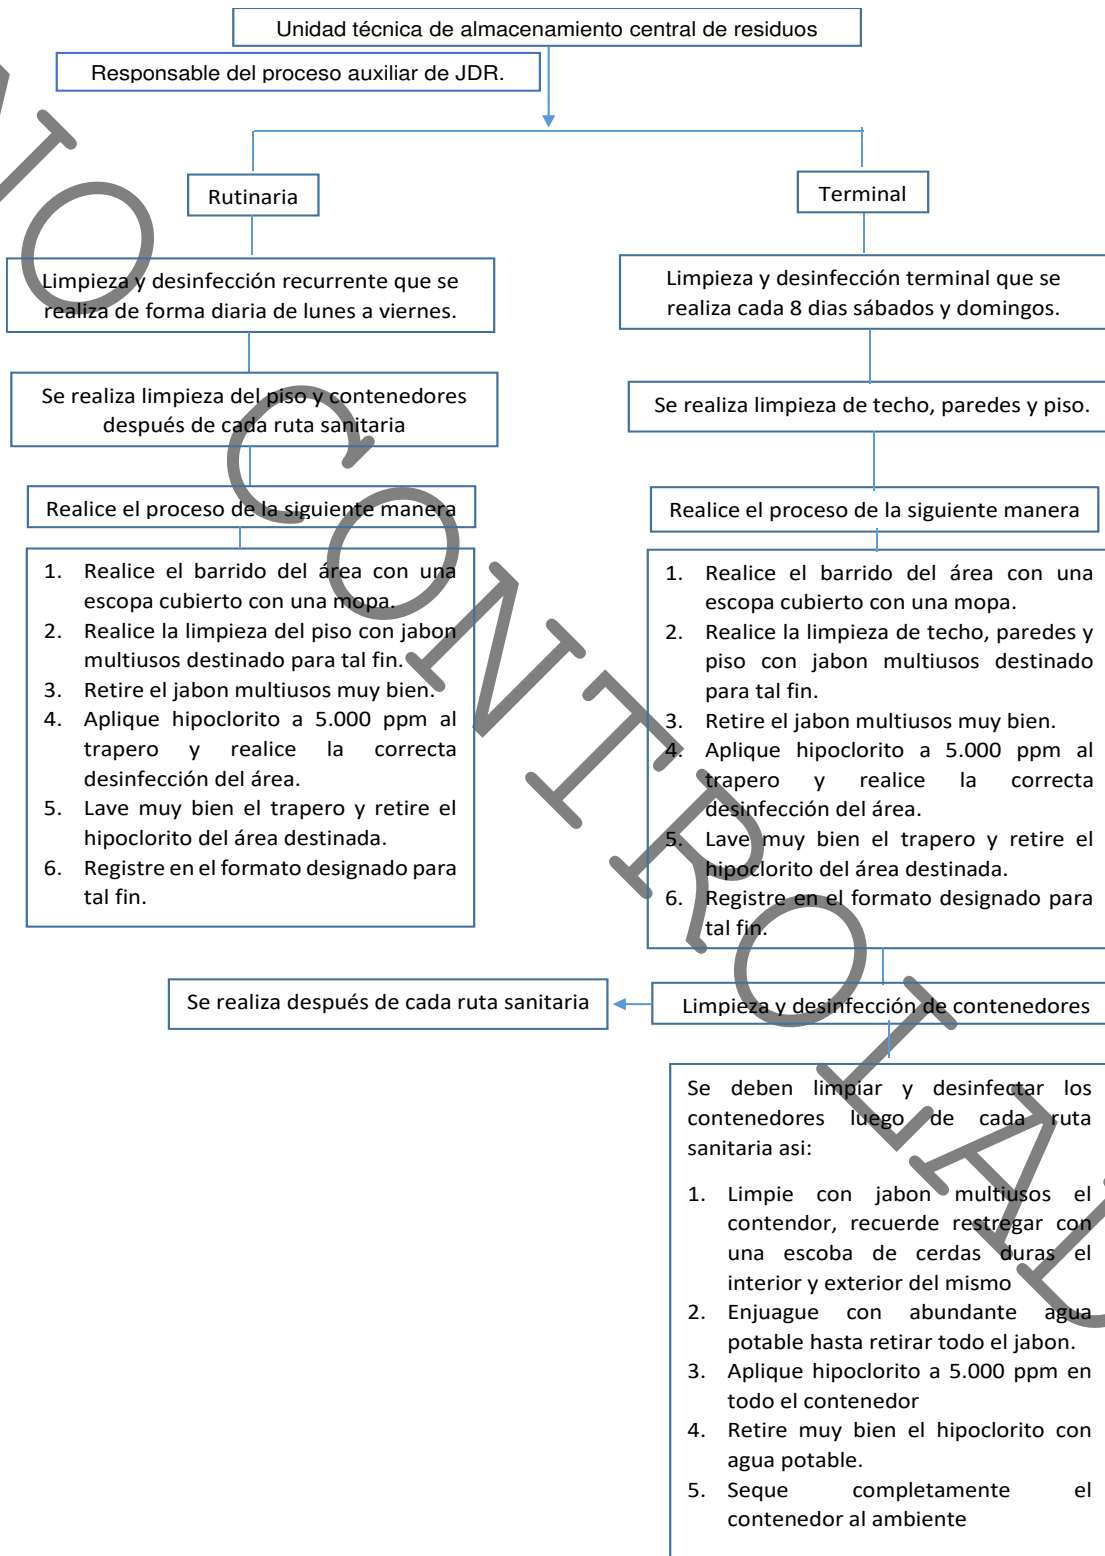 Unidad técnica de almacenamiento central de residuos
Responsable del proceso auxiliar de JDR.
Rutinaria
Limpieza y desinfección recurrente que se
realiza de forma diaria de lunes a viernes.
Se realiza limpieza del piso y contenedores
después de cada ruta sanitaria
Realice el proceso de la siguiente manera
1. Realice el barrido del área con una
escopa cubierto con una mopa.
2. Realice la limpieza del piso con jabon
multiusos destinado para tal fin.
3. Retire el jabon multiusos muy bien.
4. Aplique hipoclorito a 5.000 ppm al
trapero y realice la correcta
desinfección del área.
5. Lave muy bien el trapero y retire el
hipoclorito del área destinada.
6. Registre en el formato designado para
tal fin.
Terminal
Limpieza y desinfección terminal que se
realiza cada 8 dias sábados y domingos.
Se realiza limpieza de techo, paredes y piso.
Realice el proceso de la siguiente manera
1. Realice el barrido del área con una
escopa cubierto con una mopa.
2. Realice la limpieza de techo, paredes y
piso con jabon multiusos destinado
para tal fin.
3. Retire el jabon multiusos muy bien.
4. Aplique hipoclorito a 5.000 ppm al
trapero y realice la correcta
desinfección del área.
5. Lave muy bien el trapero y retire el
hipoclorito del área destinada.
6. Registre en el formato designado para
tal fin.
Limpieza y desinfección de contenedores
Se realiza después de cada ruta sanitaria
Se deben limpiar y desinfectar los
contenedores luego de cada ruta
sanitaria asi:
1. Limpie con jabon multiusos el
contendor, recuerde restregar con
una escoba de cerdas duras el
interior y exterior del mismo
2. Enjuague con abundante agua
potable hasta retirar todo el jabon.
3. Aplique hipoclorito a 5.000 ppm en
todo el contenedor
4. Retire muy bien el hipoclorito con
agua potable.
5. Seque completamente el
contenedor al ambiente
NO CONTROLAD